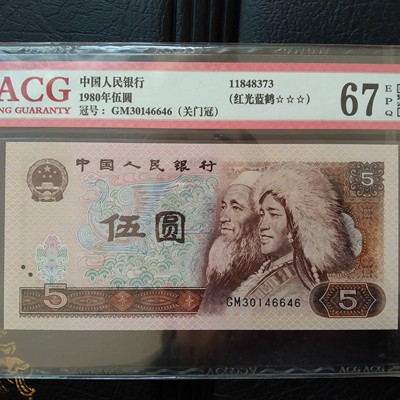 ACG
NG GUARANTY
中国人民银行
1980年伍圆
冠号：GM30146646（关门冠）
11848373
（红光蓝鹤☆☆☆）
67
E
P
Q
中国人民银行
5
伍圆
GM30146646
5
5